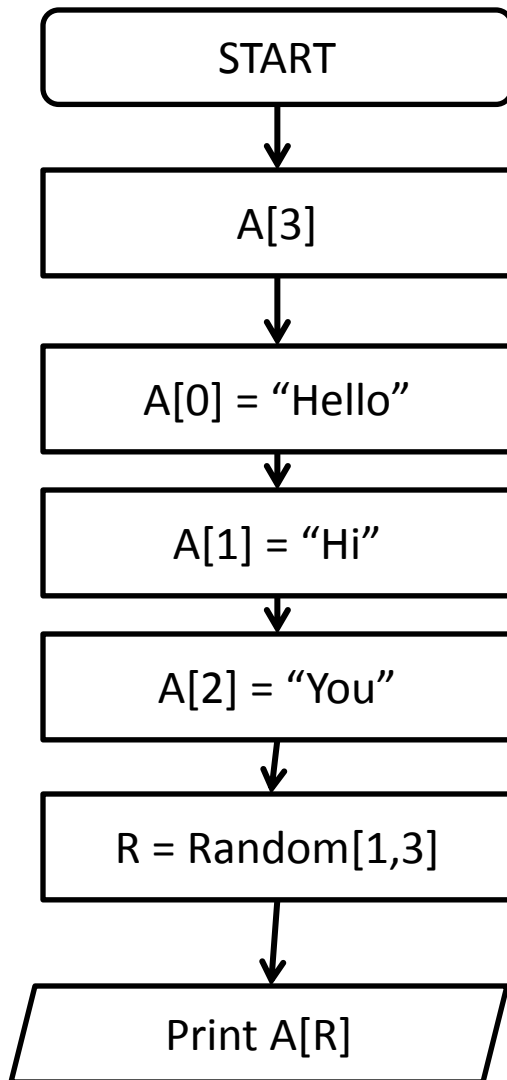 START
A[3]
A[0] = “Hello”
A[1] = “Hi”
A[2] = “You”
R = Random[1,3]
Print A[R]